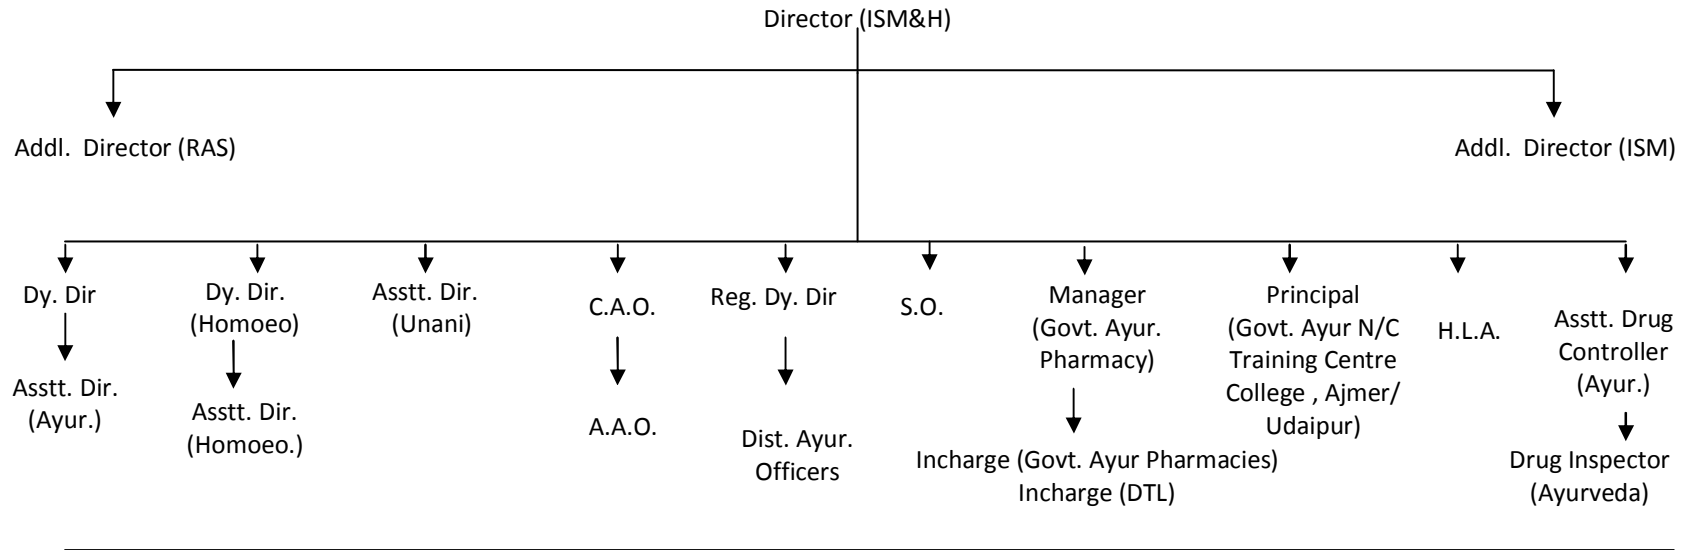 Director (ISM&H)
Addl. Director (RAS)
Addl. Director (ISM)
Dy. Dir
Asstt. Dir.
(Ayur.)
Dy. Dir.
(Homoeo)
Asstt. Dir.
(Homoeo.)
Asstt. Dir.
(Unani)
C.A.O.
A.A.O.
Reg. Dy. Dir
Dist. Ayur.
Officers
S.O.
Manager
(Govt. Ayur.
Pharmacy)
Incharge (Govt. Ayur Pharmacies)
Incharge (DTL)
Principal
(Govt. Ayur N/C
Training Centre
College , Ajmer/
Udaipur)
H.L.A.
Asstt. Drug
Controller
(Ayur.)
Drug Inspector
(Ayurveda)